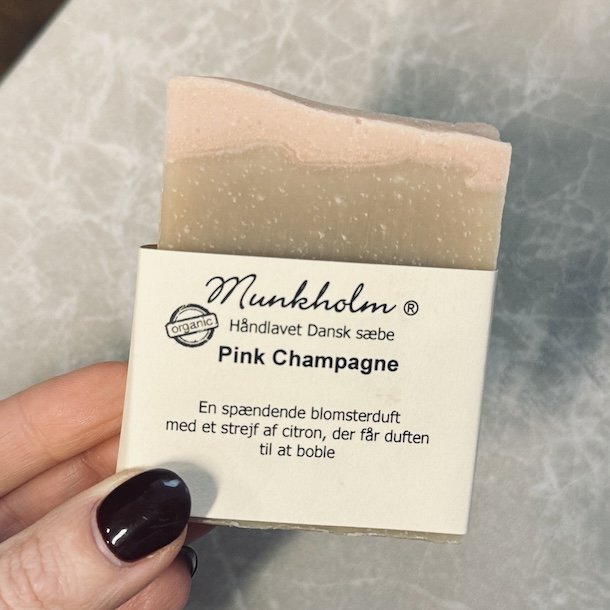 Munkholm ®
organic
Håndlavet Dansk sæbe
Pink Champagne
En spændende blomsterduft
med et strejf af citron, der får duften
til at boble